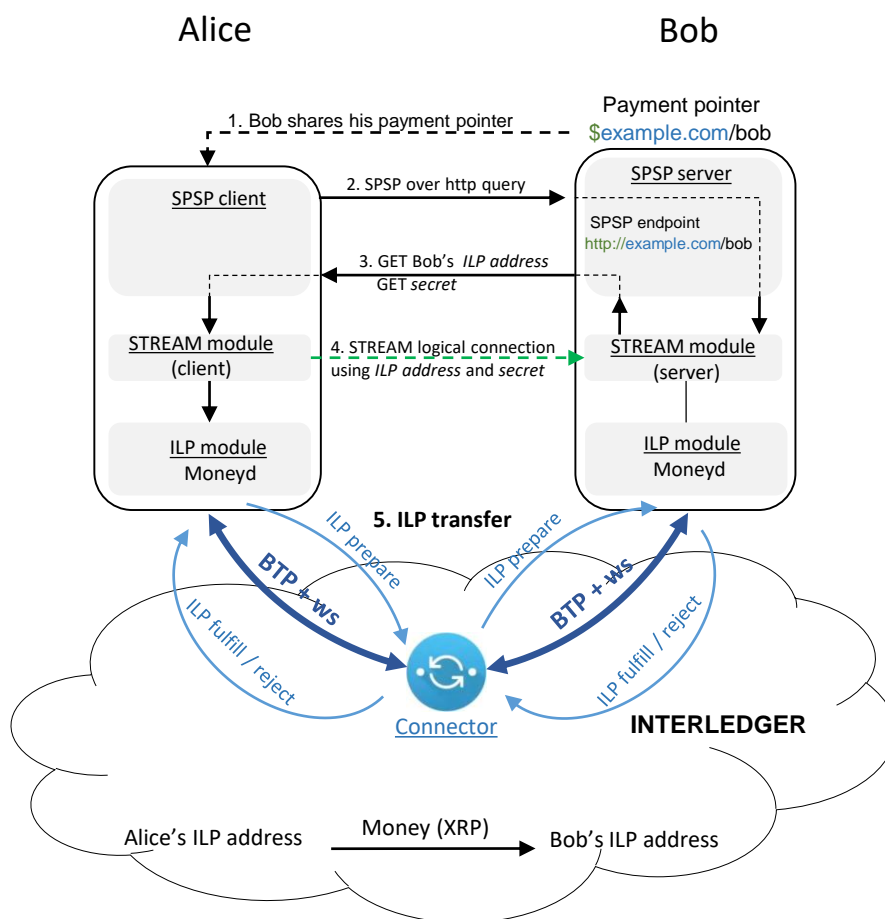 Alice
Bob
Payment pointer
$example.com/bob
1. Bob shares his payment pointer
SPSP client
2. SPSP over http query
SPSP server
SPSP endpoint
http://example.com/bob
3. GET Bob's ILP address
GET secret
STREAM module
(client)
4. STREAM logical connection
using ILP address and secret
STREAM module
(server)
ILP module
Moneyd
ILP module
Moneyd
5. ILP transfer
ILP prepare
BTP + ws
ILP fulfill / reject
ILP prepare
BTP + ws
ILP fulfill / reject
Connector
INTERLEDGER
Alice's ILP address
Money (XRP)
Bob's ILP address